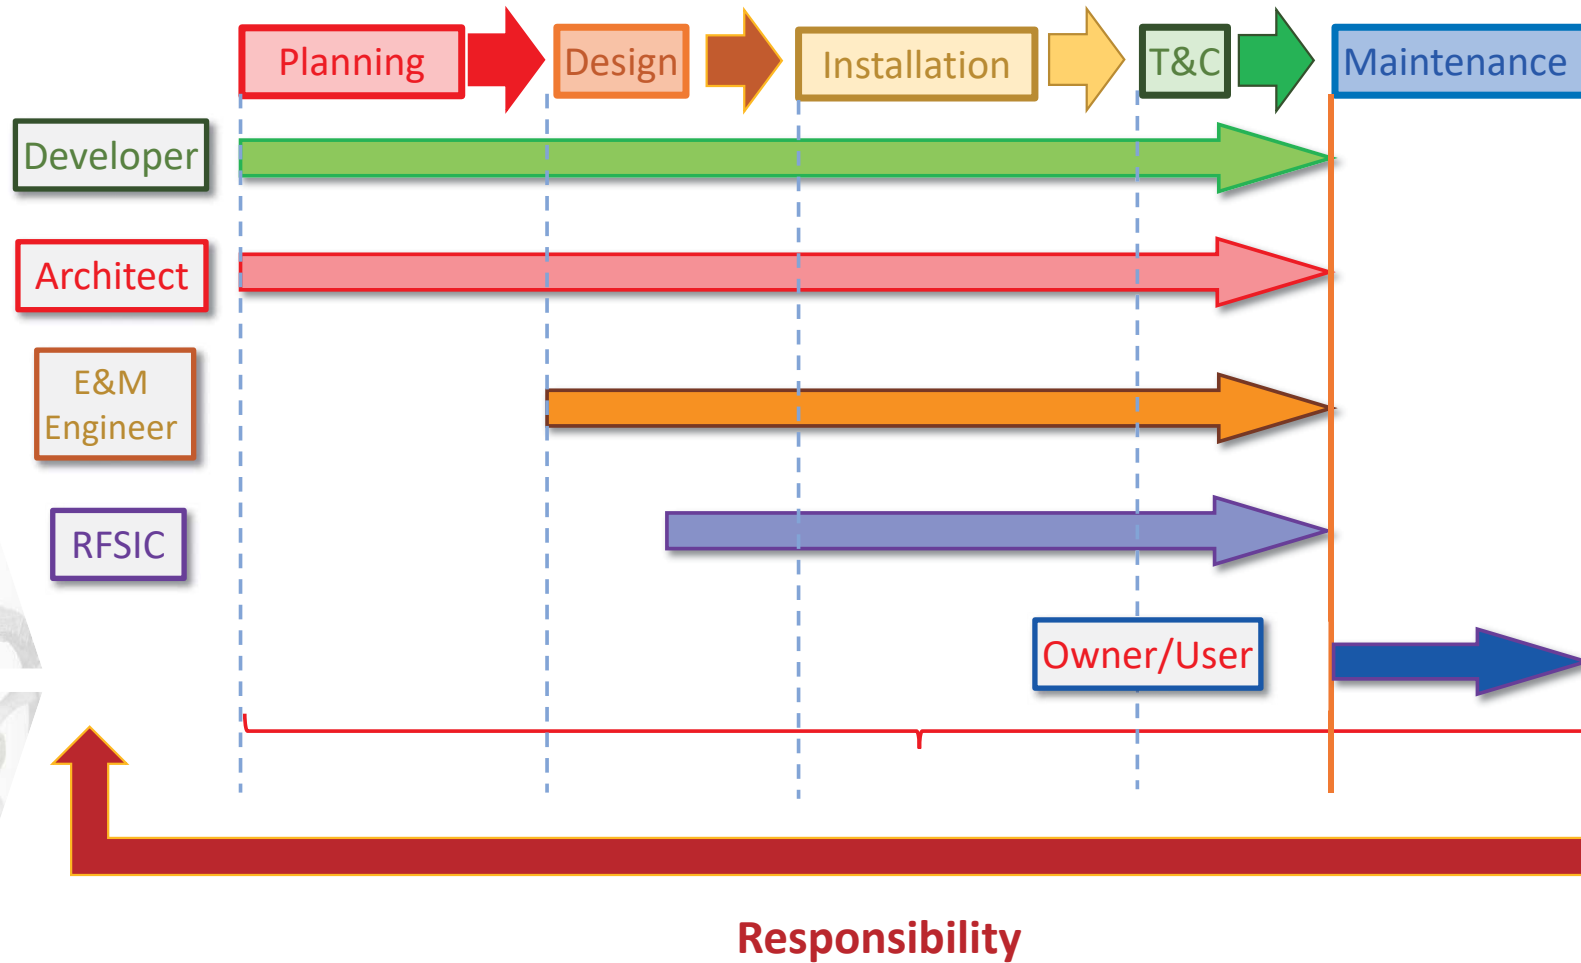 Planning
Design
Installation
T&C
Maintenance
Developer
Architect
E&M
Engineer
RFSIC
Owner/User
Responsibility